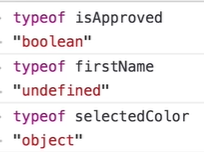 typeof isApproved
"boolean"
typeof firstName
"undefined"
typeof selectedColor
"object"